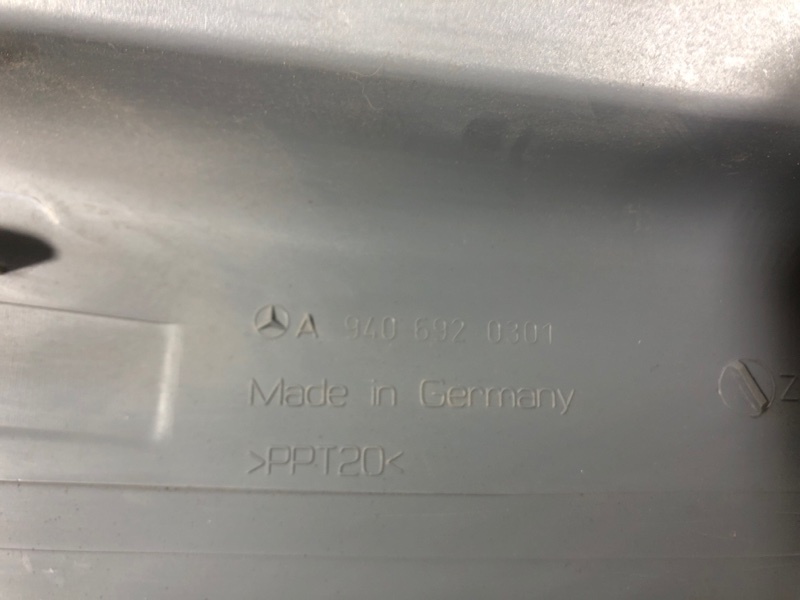 A 940 692 0301
Made in Germany
Z
>PPT20<